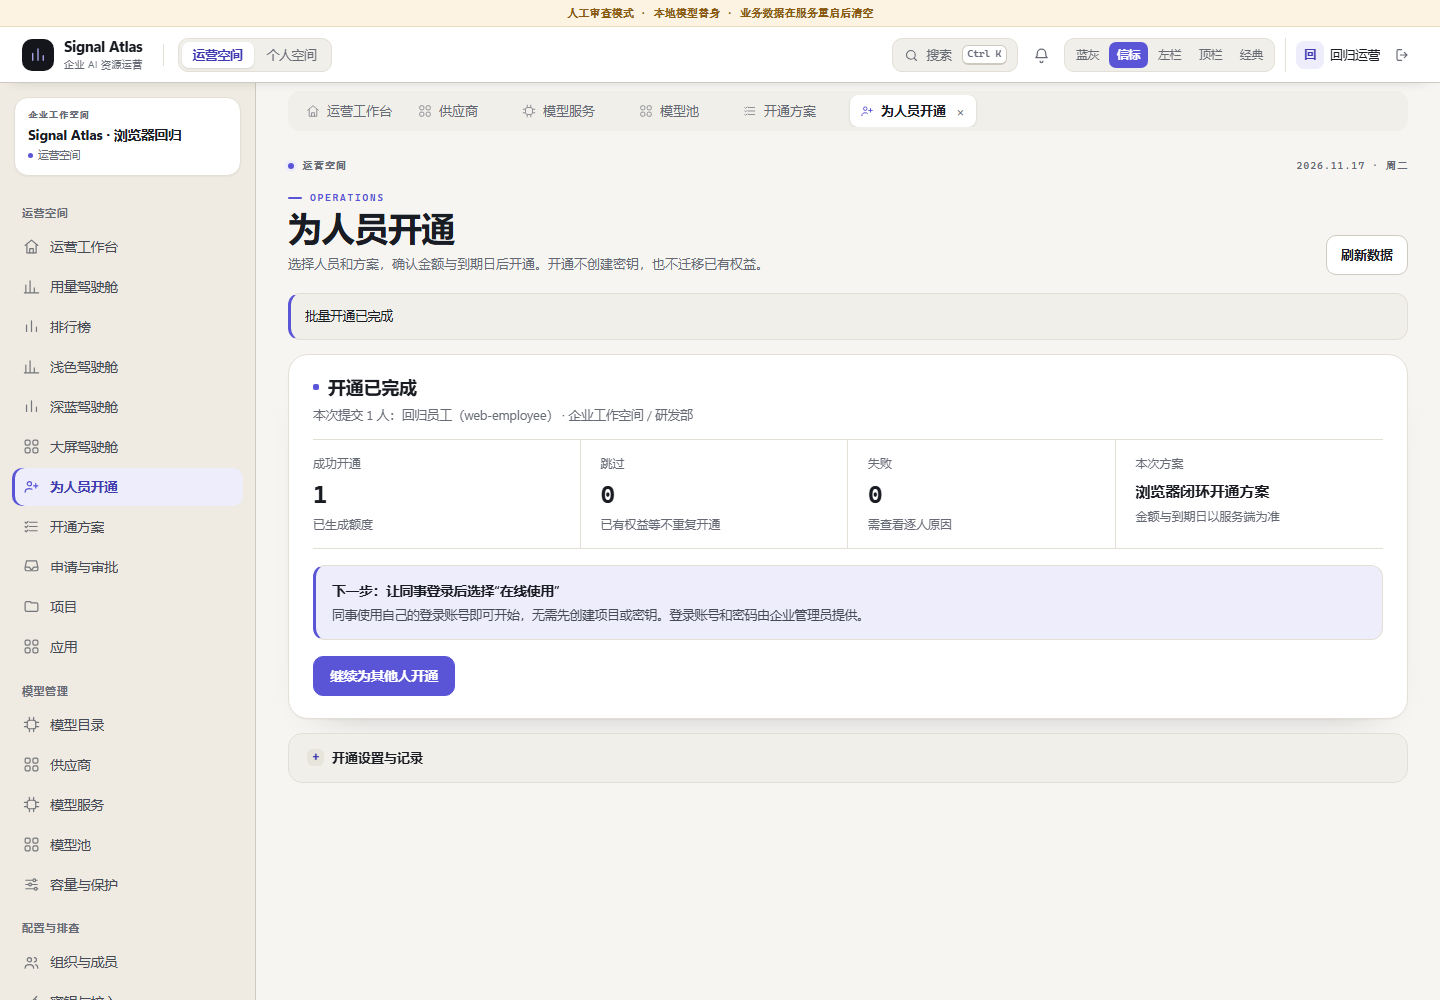 人工审查模式 · 本地模型替身 · 业务数据在服务重启后清空
Signal Atlas
企业 AI 资源运营
运营空间 个人空间
搜索 Ctrl K
蓝灰 信标 左栏 顶栏 经典
回 回归运营
企业工作空间
Signal Atlas · 浏览器回归
运营空间
运营空间
运营工作台
用量驾驶舱
排行榜
浅色驾驶舱
深蓝驾驶舱
大屏驾驶舱
为人员开通
开通方案
申请与审批
项目
应用
模型管理
模型目录
供应商
模型服务
模型池
容量与保护
配置与排查
组织与成员
运营工作台 供应商 模型服务 模型池 开通方案 为人员开通 ×
运营空间
2026.11.17 · 周二
OPERATIONS
为人员开通
选择人员和方案，确认金额与到期日后开通。开通不创建密钥，也不迁移已有权益。
刷新数据
批量开通已完成
开通已完成
本次提交 1 人：回归员工（web-employee） · 企业工作空间 / 研发部
成功开通
1
已生成额度
跳过
0
已有权益等不重复开通
失败
0
需查看逐人原因
本次方案
浏览器闭环开通方案
金额与到期日以服务端为准
下一步：让同事登录后选择“在线使用”
同事使用自己的登录账号即可开始，无需先创建项目或密钥。登录账号和密码由企业管理员提供。
继续为其他人开通
+ 开通设置与记录